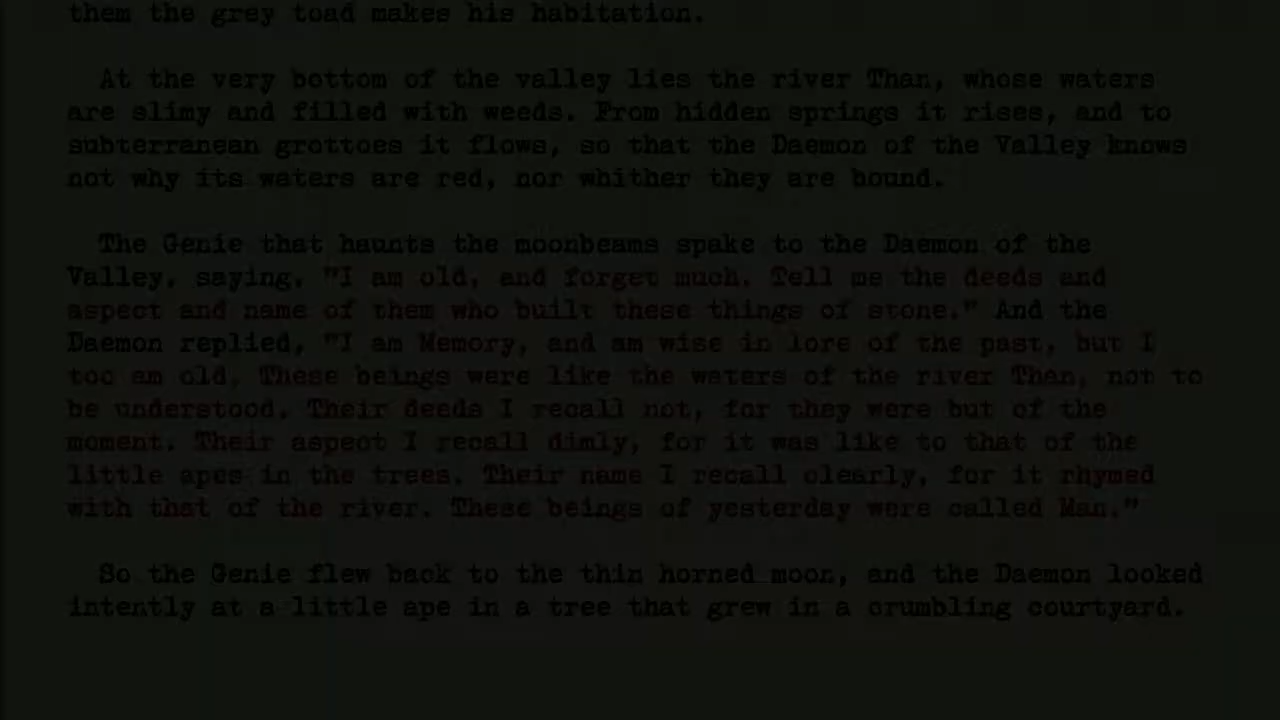 them the grey toad makes his habitation.
At the very bottom of the valley lies the river Than, whose waters
are slimy and filled with weeds. From hidden springs it rises, and to
subterranean grottoes it flows, so that the Daemon of the Valley knows
not why its waters are red, nor whither they are bound.
The Genie that haunts the moonbeams spake to the Daemon of the
Valley, saying, "I am old, and forget much. Tell me the deeds and
aspect and name of them who built these things of stone." And the
Daemon replied, "I am Memory, and am wise in lore of the past, but I
too am old. These beings were like the waters of the river Than, not to
be understood. Their deeds I recall not, for they were but of the
moment. Their aspect I recall dimly, for it was like to that of the
little apes in the trees. Their name I recall clearly, for it rhymed
with that of the river. These beings of yesterday were called Man."
So the Genie flew back to the thin horned moon, and the Daemon looked
intently at a little ape in a tree that grew in a crumbling courtyard.